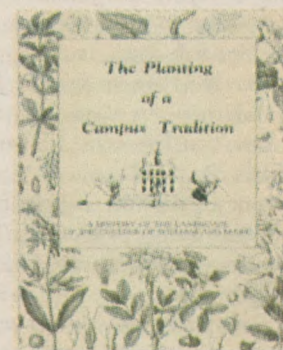 The Planting
of a
Campus Tradition
A HISTORY OF THE LANDSCAPE
OF THE COLLEGE OF WILLIAM AND MARY